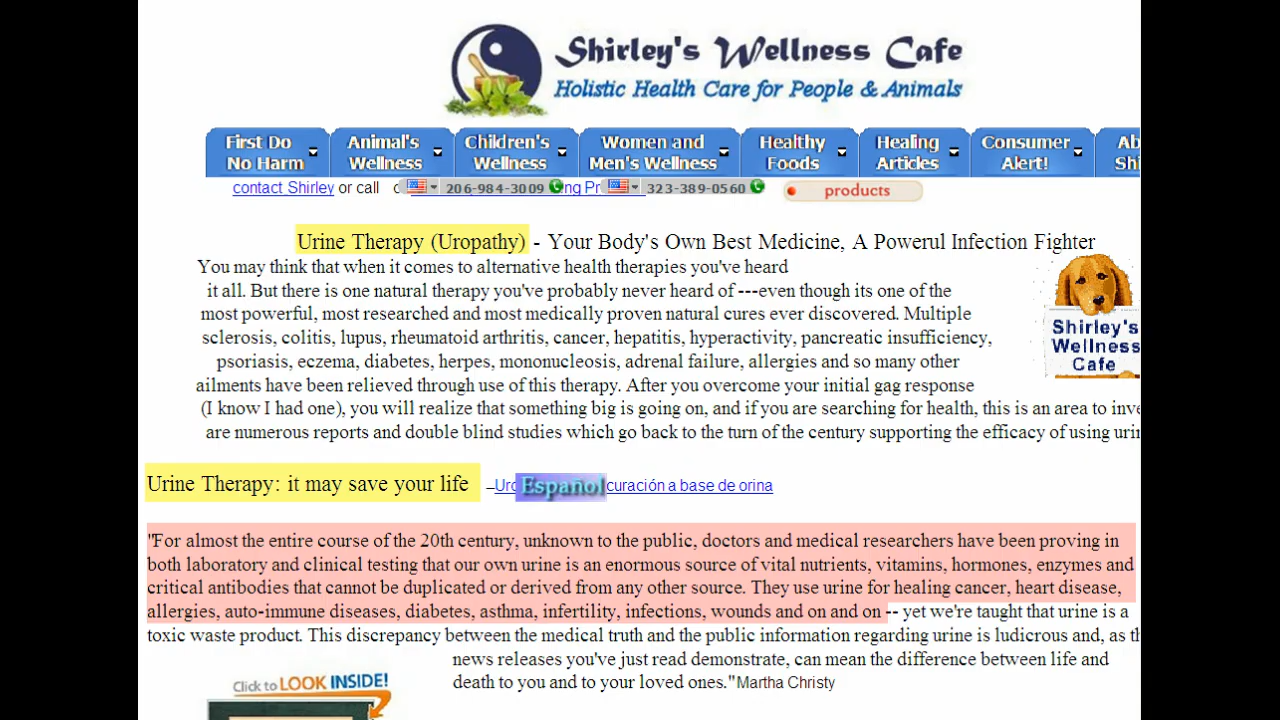 Shirley's Wellness Cafe
Holistic Health Care for People & Animals
First Do No Harm
Animal's Wellness
Children's Wellness
Women and Men's Wellness
Healthy Foods
Healing Articles
Consumer Alert!
contact Shirley or call
206-984-3009
323-389-0560
products
Urine Therapy (Uropathy) - Your Body's Own Best Medicine, A Powerul Infection Fighter
You may think that when it comes to alternative health therapies you've heard
it all. But there is one natural therapy you've probably never heard of ---even though its one of the
most powerful, most researched and most medically proven natural cures ever discovered. Multiple
sclerosis, colitis, lupus, rheumatoid arthritis, cancer, hepatitis, hyperactivity, pancreatic insufficiency,
psoriasis, eczema, diabetes, herpes, mononucleosis, adrenal failure, allergies and so many other
ailments have been relieved through use of this therapy. After you overcome your initial gag response
(I know I had one), you will realize that something big is going on, and if you are searching for health, this is an area to
are numerous reports and double blind studies which go back to the turn of the century supporting the efficacy of using
Shirley's
Wellness
Cafe
Urine Therapy: it may save your life
Español
curación a base de orina
"For almost the entire course of the 20th century, unknown to the public, doctors and medical researchers have been proving in
both laboratory and clinical testing that our own urine is an enormous source of vital nutrients, vitamins, hormones, enzymes and
critical antibodies that cannot be duplicated or derived from any other source. They use urine for healing cancer, heart disease,
allergies, auto-immune diseases, diabetes, asthma, infertility, infections, wounds and on and on -- yet we're taught that urine is a
toxic waste product. This discrepancy between the medical truth and the public information regarding urine is ludicrous and, as
news releases you've just read demonstrate, can mean the difference between life and
death to you and to your loved ones." Martha Christy
Click to LOOK INSIDE!